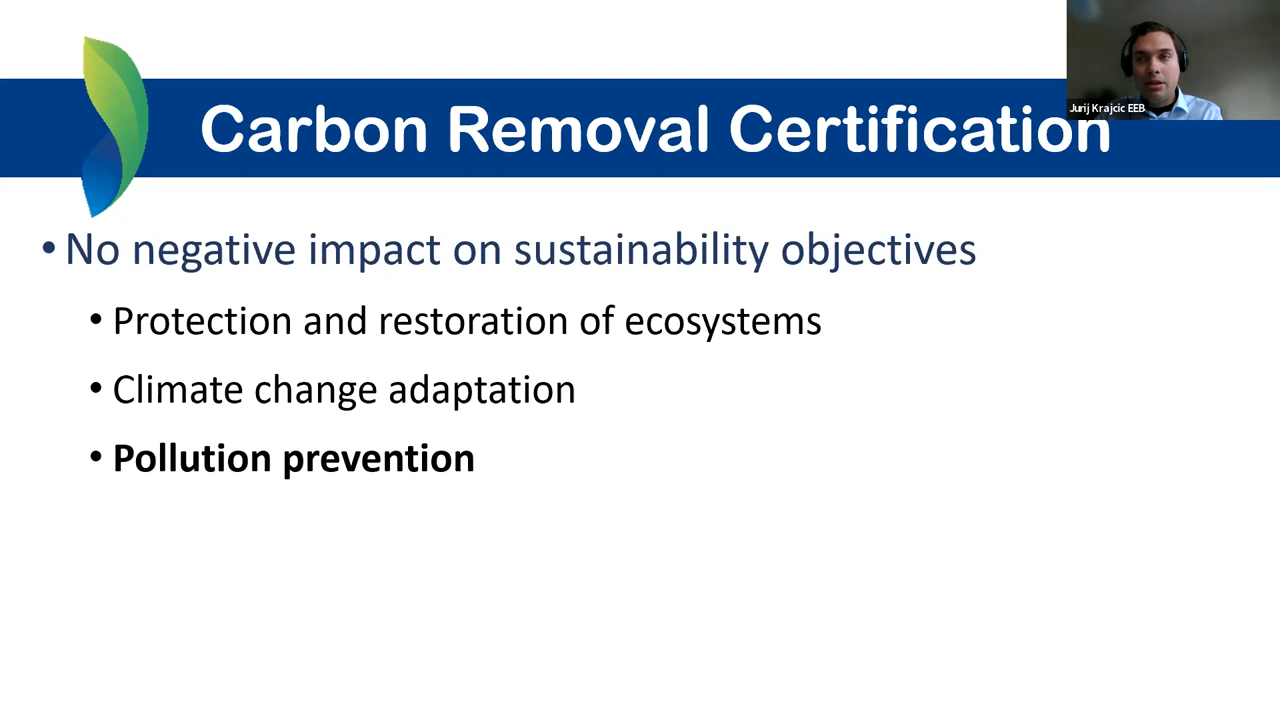 Carbon Removal Certification
Jurij Krajcic EEB
• No negative impact on sustainability objectives
• Protection and restoration of ecosystems
• Climate change adaptation
• Pollution prevention